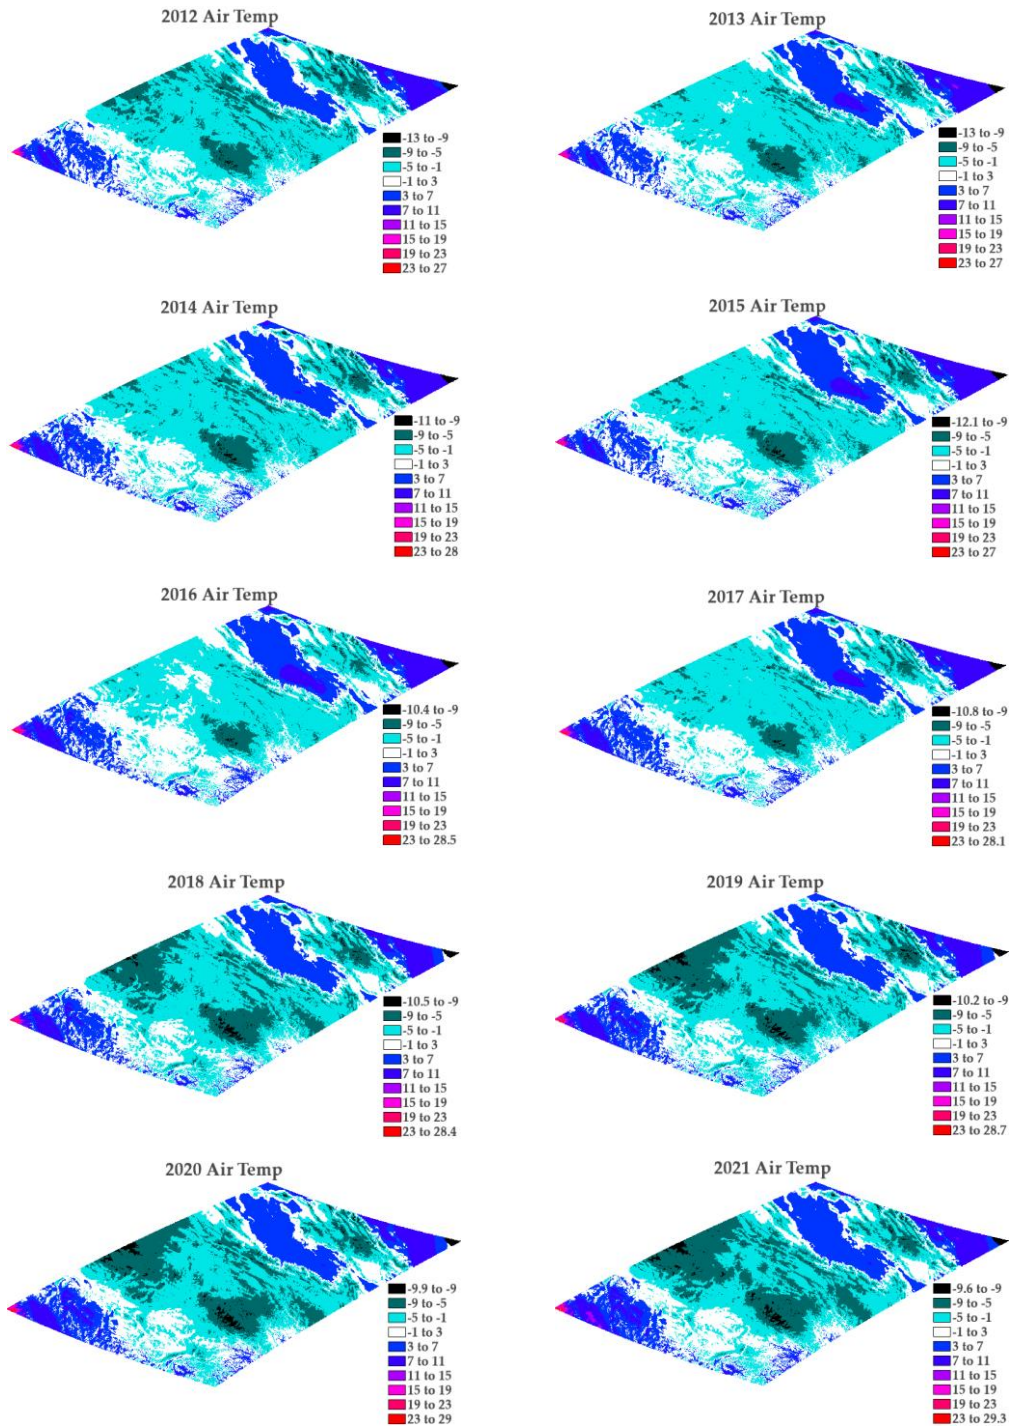 2012 Air Temp
-13 to -9
-9 to -5
-5 to -1
-1 to 3
3 to 7
7 to 11
11 to 15
15 to 19
19 to 23
23 to 27
2013 Air Temp
-13 to -9
-9 to -5
-5 to -1
-1 to 3
3 to 7
7 to 11
11 to 15
15 to 19
19 to 23
23 to 27
2014 Air Temp
-11 to -9
-9 to -5
-5 to -1
-1 to 3
3 to 7
7 to 11
11 to 15
15 to 19
19 to 23
23 to 28
2015 Air Temp
-12.1 to -9
-9 to -5
-5 to -1
-1 to 3
3 to 7
7 to 11
11 to 15
15 to 19
19 to 23
23 to 27
2016 Air Temp
-10.4 to -9
-9 to -5
-5 to -1
-1 to 3
3 to 7
7 to 11
11 to 15
15 to 19
19 to 23
23 to 28.5
2017 Air Temp
-10.8 to -9
-9 to -5
-5 to -1
-1 to 3
3 to 7
7 to 11
11 to 15
15 to 19
19 to 23
23 to 28.1
2018 Air Temp
-10.5 to -9
-9 to -5
-5 to -1
-1 to 3
3 to 7
7 to 11
11 to 15
15 to 19
19 to 23
23 to 28.4
2019 Air Temp
-10.2 to -9
-9 to -5
-5 to -1
-1 to 3
3 to 7
7 to 11
11 to 15
15 to 19
19 to 23
23 to 28.7
2020 Air Temp
-9.9 to -9
-9 to -5
-5 to -1
-1 to 3
3 to 7
7 to 11
11 to 15
15 to 19
19 to 23
23 to 29
2021 Air Temp
-9.6 to -9
-9 to -5
-5 to -1
-1 to 3
3 to 7
7 to 11
11 to 15
15 to 19
19 to 23
23 to 29.3